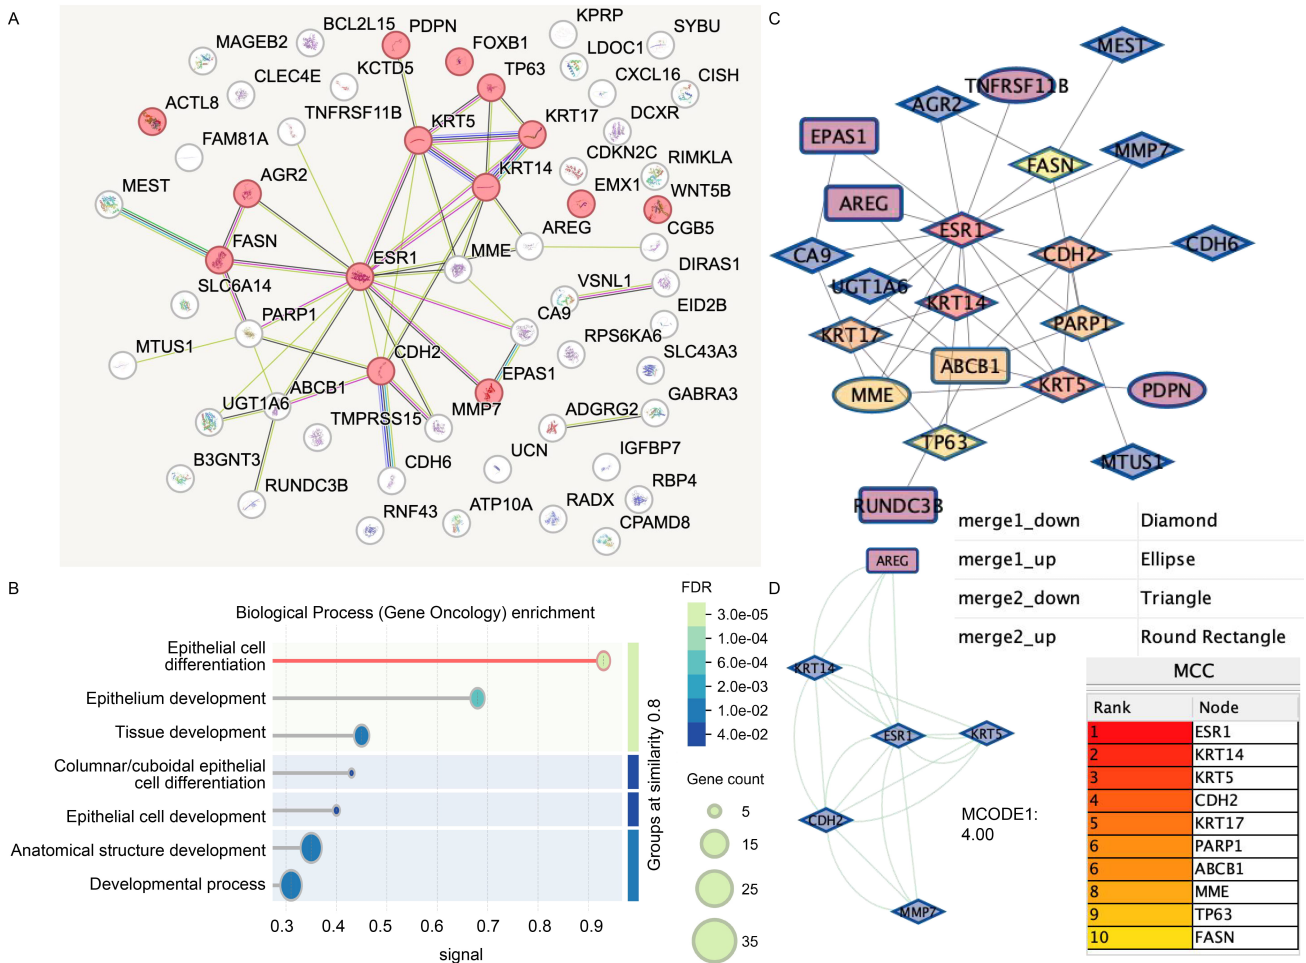 A
BCL2L15
PDPN
KPRP
SYBU
MAGEB2
FOXB1
LDOC1
CLEC4E
KCTD5
TP63
CXCL16
CISH
ACTL8
TNFRSF11B
KRT5
KRT17
DCXR
FAM81A
KRT14
CDKN2C
RIMKLA
MEST
AGR2
EMX1
WNT5B
FASN
ESR1
MME
AREG
CGB5
SLC6A14
VSNL1
DIRAS1
PARP1
CA9
EID2B
MTUS1
CDH2
RPS6KA6
SLC43A3
ABCB1
EPAS1
GABRA3
UGT1A6
TMPRSS15
MMP7
ADGRG2
B3GNT3
CDH6
UCN
IGFBP7
RUNDC3B
RBP4
RNF43
ATP10A
RADX
CPAMD8
B
Biological Process (Gene Oncology) enrichment
Epithelial cell
differentiation
Epithelium development
Tissue development
Columnar/cuboidal epithelial
cell differentiation
Epithelial cell development
Anatomical structure development
Developmental process
0.3
0.4
0.5
0.6
0.7
0.8
0.9
signal
Groups at similarity 0.8
FDR
3.0e-05
1.0e-04
6.0e-04
2.0e-03
1.0e-02
4.0e-02
Gene count
5
15
25
35
C
MEST
TNFRSF11B
AGR2
EPAS1
FASN
MMP7
AREG
ESR1
CDH2
CDH6
CA9
UGT1A6
KRT14
KRT17
PARP1
ABCB1
MME
KRT5
PDPN
TP63
MTUS1
RUNDC3B
merge1_down Diamond
merge1_up Ellipse
merge2_down Triangle
merge2_up Round Rectangle
D
AREG
KRT14
ESR1
KRT5
CDH2
MMP7
MCODE1:
4.00
MCC
Rank Node
1 ESR1
2 KRT14
3 KRT5
4 CDH2
5 KRT17
6 PARP1
6 ABCB1
8 MME
9 TP63
10 FASN